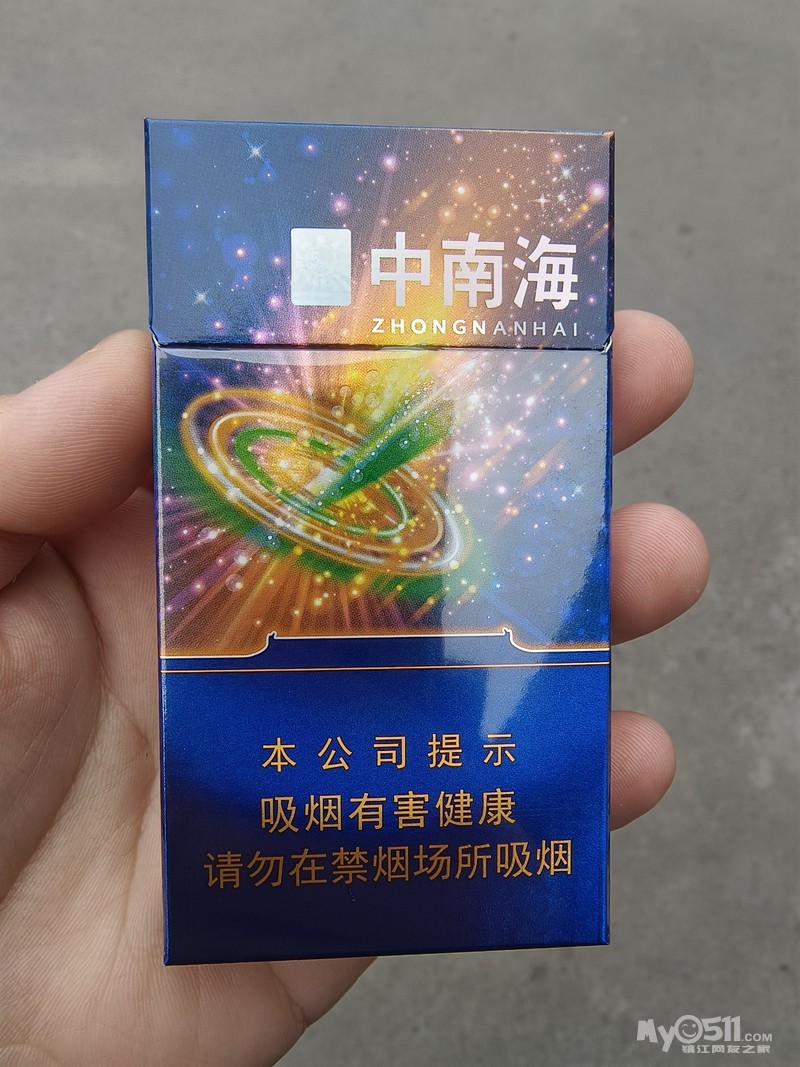 中南海
ZHONGNANHAI
本公司提示
吸烟有害健康
请勿在禁烟场所吸烟
My0511.COM
镇江网友之家